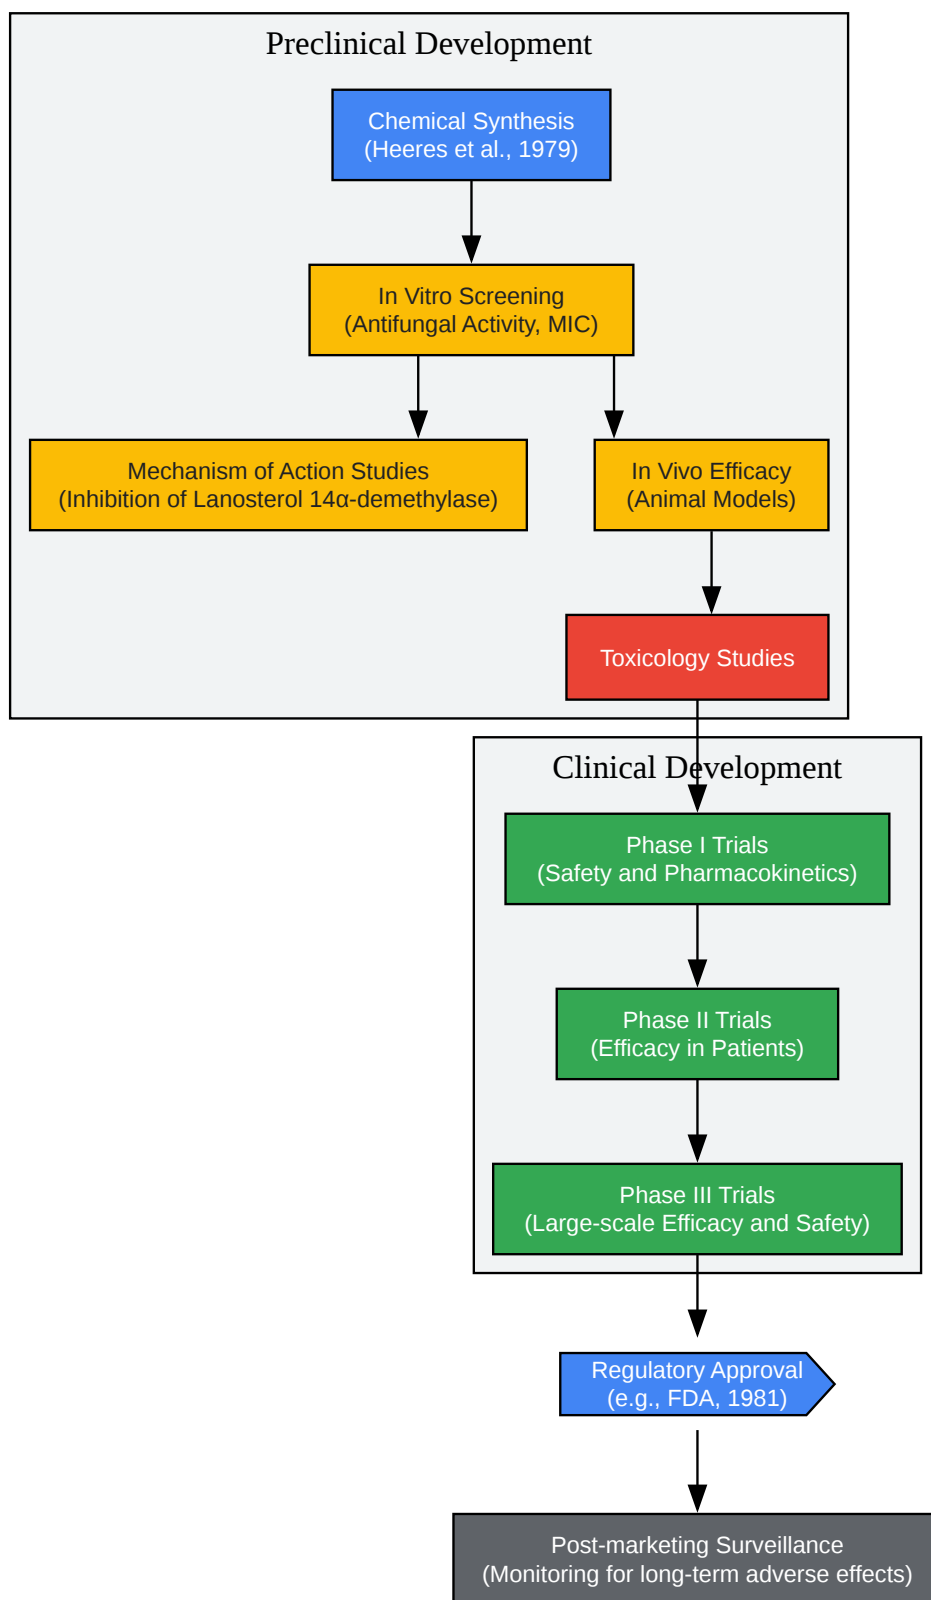 Preclinical Development
Chemical Synthesis
(Heeres et al., 1979)
In Vitro Screening
(Antifungal Activity, MIC)
Mechanism of Action Studies
(Inhibition of Lanosterol 14α-demethylase)
In Vivo Efficacy
(Animal Models)
Toxicology Studies
Clinical Development
Phase I Trials
(Safety and Pharmacokinetics)
Phase II Trials
(Efficacy in Patients)
Phase III Trials
(Large-scale Efficacy and Safety)
Regulatory Approval
(e.g., FDA, 1981)
Post-marketing Surveillance
(Monitoring for long-term adverse effects)